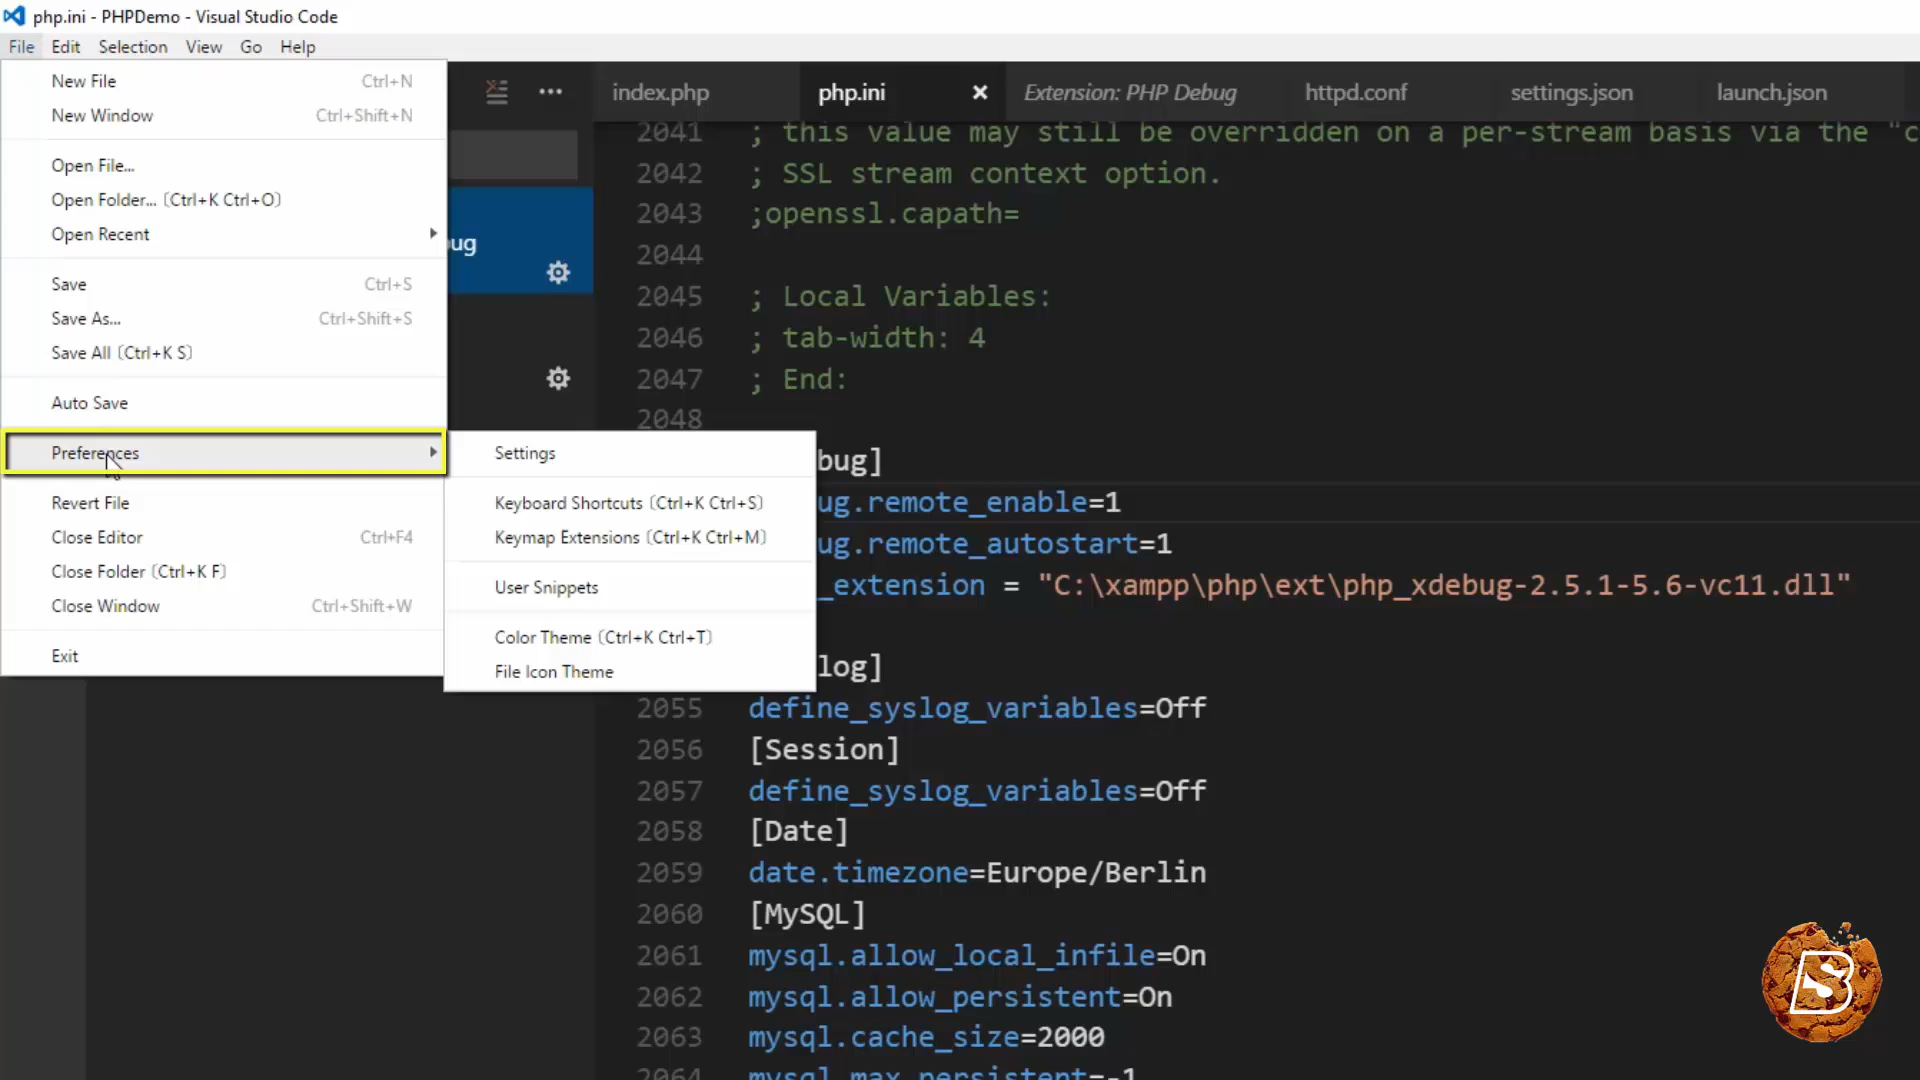 php.ini - PHPDemo - Visual Studio Code
File Edit Selection View Go Help
New File Ctrl+N
New Window Ctrl+Shift+N
Open File...
Open Folder... (Ctrl+K Ctrl+O)
Open Recent
Save Ctrl+S
Save As... Ctrl+Shift+S
Save All (Ctrl+K S)
Auto Save
Preferences
Revert File
Close Editor Ctrl+F4
Close Folder (Ctrl+K F)
Close Window Ctrl+Shift+W
Exit
Settings
Keyboard Shortcuts (Ctrl+K Ctrl+S)
Keymap Extensions (Ctrl+K Ctrl+M)
User Snippets
Color Theme (Ctrl+K Ctrl+T)
File Icon Theme
ug
index.php php.ini Extension: PHP Debug httpd.conf settings.json launch.json
2041 ; this value may still be overridden on a per-stream basis via the "c
2042 ; SSL stream context option.
2043 ;openssl.capath=
2044
2045 ; Local Variables:
2046 ; tab-width: 4
2047 ; End:
2048
bug]
ug.remote_enable=1
ug.remote_autostart=1
_extension = "C:\xampp\php\ext\php_xdebug-2.5.1-5.6-vc11.dll"
log]
2055 define_syslog_variables=Off
2056 [Session]
2057 define_syslog_variables=Off
2058 [Date]
2059 date.timezone=Europe/Berlin
2060 [MySQL]
2061 mysql.allow_local_infile=On
2062 mysql.allow_persistent=On
2063 mysql.cache_size=2000
2064 mysql.max_persistent=-1
B